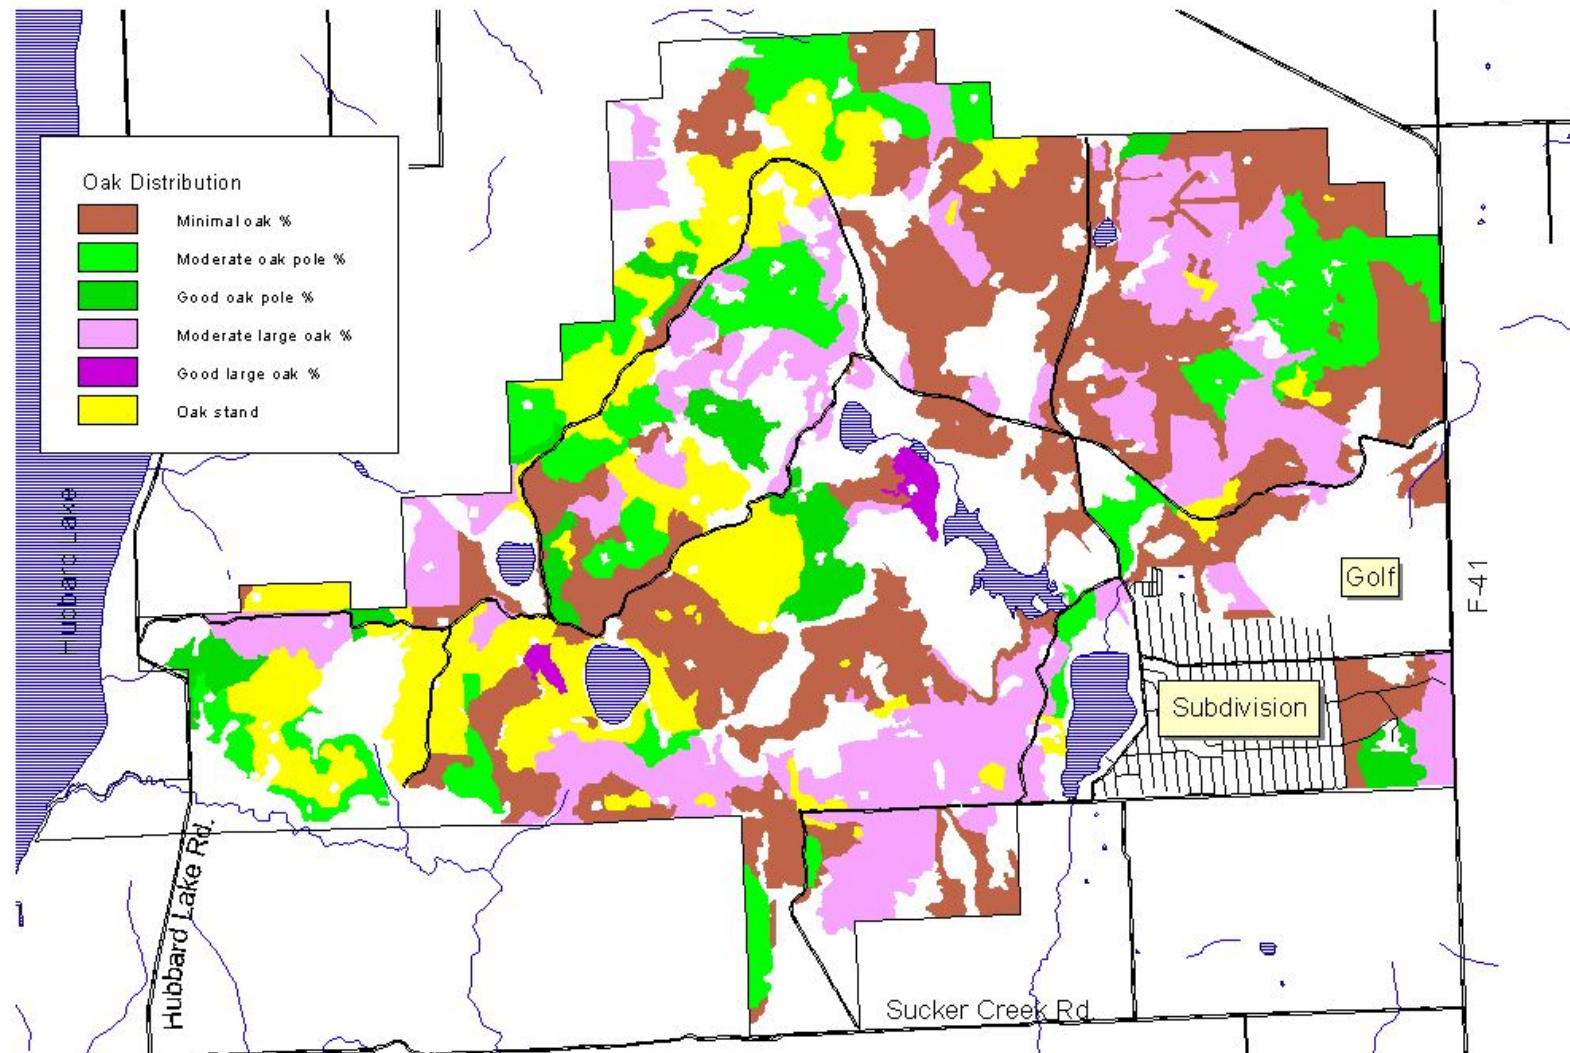 Oak Distribution
Minimal oak %
Moderate oak pole %
Good oak pole %
Moderate large oak %
Good large oak %
Oak stand
Hubbard Lake
Golf
F-41
Subdivision
Hubbard Lake Rd.
Sucker Creek Rd.